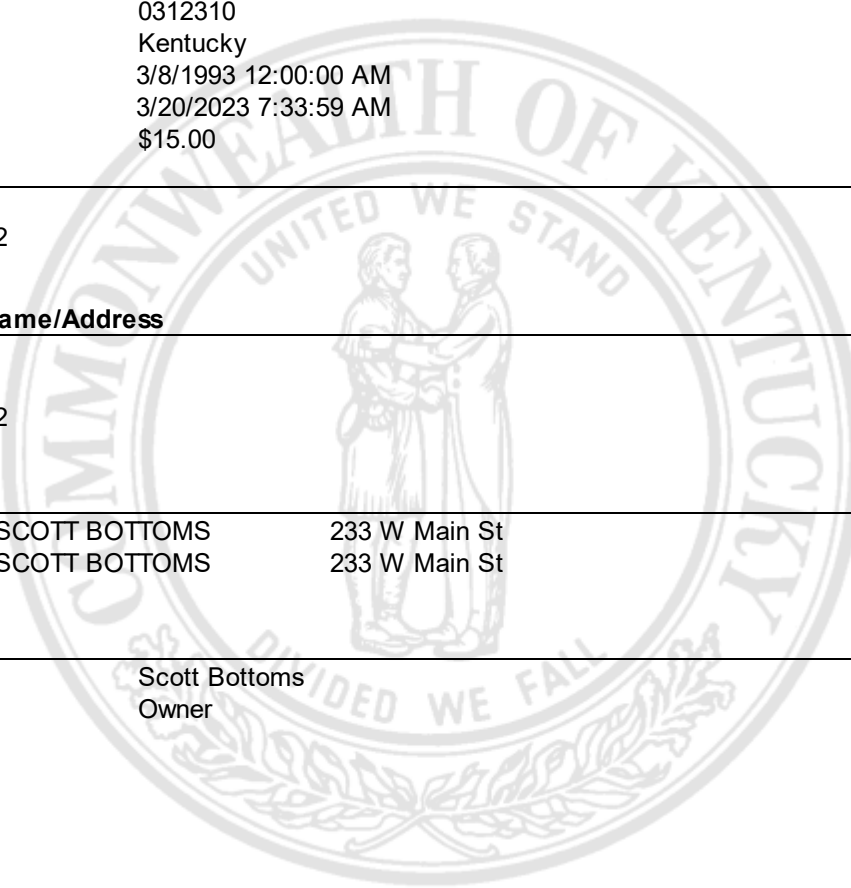 0312310
Kentucky
3/8/1993 12:00:00 AM
3/20/2023 7:33:59 AM
$15.00
2
ame/Address
2
SCOTT BOTTOMS 233 W Main St
SCOTT BOTTOMS 233 W Main St
Scott Bottoms
Owner
COMMONWEALTH OF KENTUCKY
UNITED WE STAND
DIVIDED WE FALL